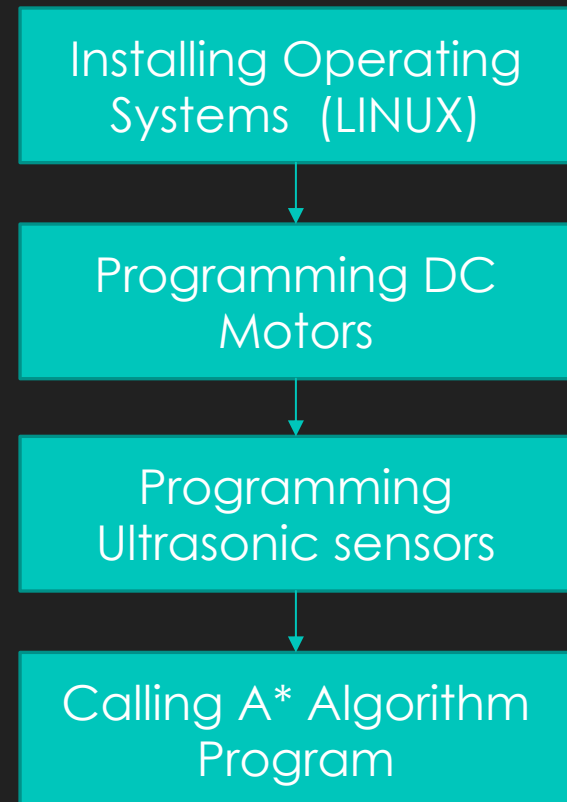 Installing Operating
Systems  (LINUX)
Programming DC
Motors
Programming
Ultrasonic sensors
Calling A* Algorithm
Program